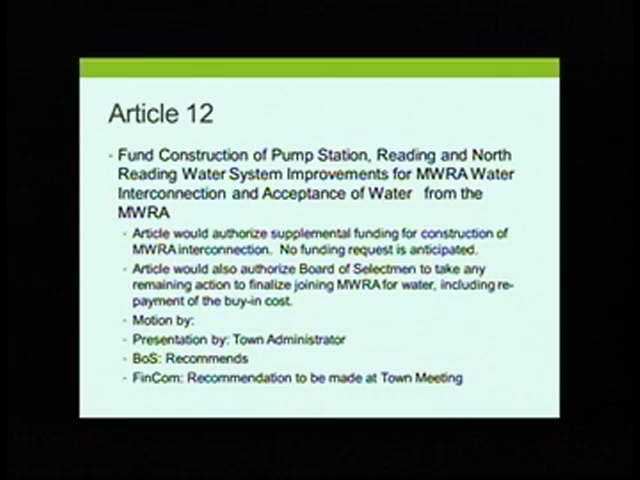 Article 12
Fund Construction of Pump Station, Reading and North
Reading Water System Improvements for MWRA Water
Interconnection and Acceptance of Water from the
MWRA
Article would authorize supplemental funding for construction of
MWRA interconnection. No funding request is anticipated.
Article would also authorize Board of Selectmen to take any
remaining action to finalize joining MWRA for water, including re-
payment of the buy-in cost.
Motion by:
Presentation by: Town Administrator
BoS: Recommends
FinCom: Recommendation to be made at Town Meeting